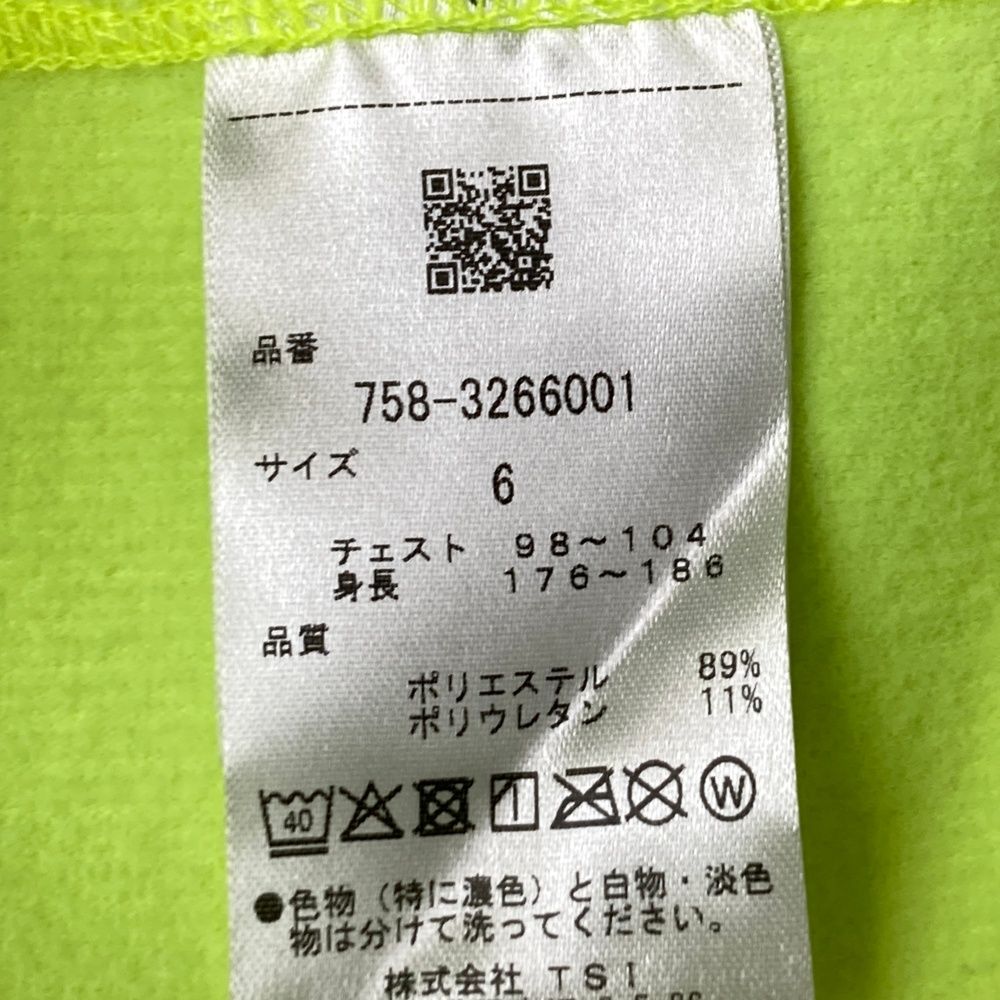 品番
758-3266001
サイズ
6
チェスト 98～104
身長 176～186
品質
ポリエステル 89%
ポリウレタン 11%
40
W
●色物（特に濃色）と白物・淡色
物は分けて洗ってください。
株式会社 TSI